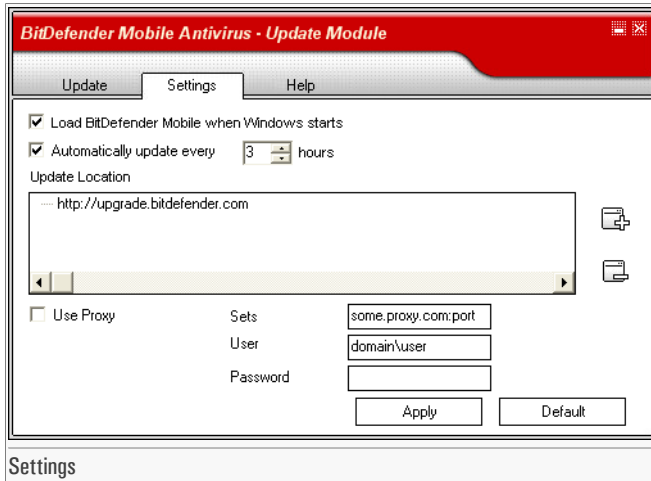 BitDefender Mobile Antivirus - Update Module
Update Settings Help
Load BitDefender Mobile when Windows starts
Automatically update every 3 hours
Update Location
http://upgrade.bitdefender.com
Use Proxy Sets some.proxy.com:port
User domain\user
Password
Apply Default
Settings